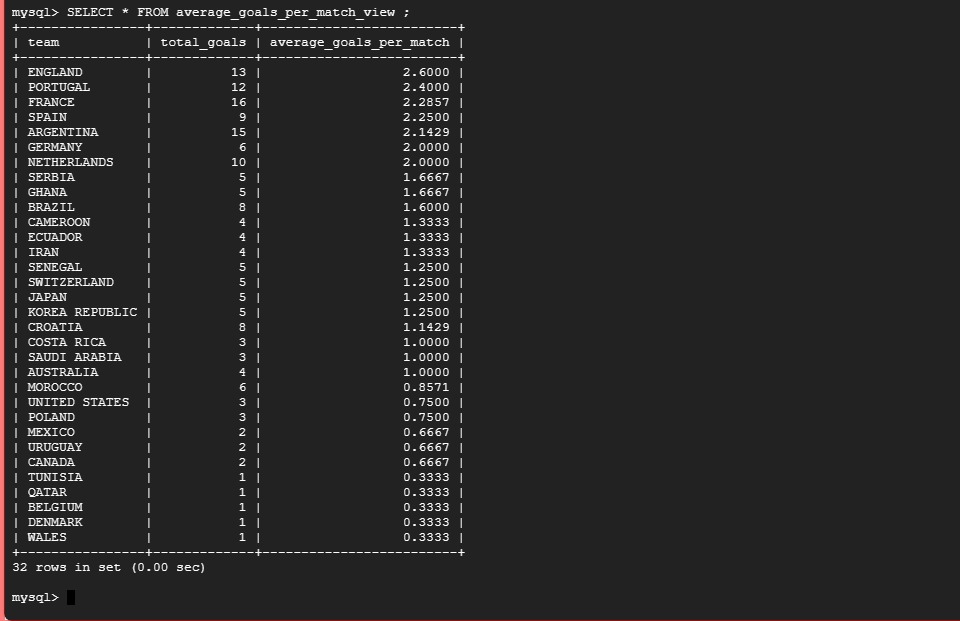 mysql> SELECT * FROM average_goals_per_match_view ;
+----------------+-------------+-------------------------+
| team           | total_goals | average_goals_per_match |
+----------------+-------------+-------------------------+
| ENGLAND        |          13 |                  2.6000 |
| PORTUGAL       |          12 |                  2.4000 |
| FRANCE         |          16 |                  2.2857 |
| SPAIN          |           9 |                  2.2500 |
| ARGENTINA      |          15 |                  2.1429 |
| GERMANY        |           6 |                  2.0000 |
| NETHERLANDS    |          10 |                  2.0000 |
| SERBIA         |           5 |                  1.6667 |
| GHANA          |           5 |                  1.6667 |
| BRAZIL         |           8 |                  1.6000 |
| CAMEROON       |           4 |                  1.3333 |
| ECUADOR        |           4 |                  1.3333 |
| IRAN           |           4 |                  1.3333 |
| SENEGAL        |           5 |                  1.2500 |
| SWITZERLAND    |           5 |                  1.2500 |
| JAPAN          |           5 |                  1.2500 |
| KOREA REPUBLIC |           5 |                  1.2500 |
| CROATIA        |           8 |                  1.1429 |
| COSTA RICA     |           3 |                  1.0000 |
| SAUDI ARABIA   |           3 |                  1.0000 |
| AUSTRALIA      |           4 |                  1.0000 |
| MOROCCO        |           6 |                  0.8571 |
| UNITED STATES  |           3 |                  0.7500 |
| POLAND         |           3 |                  0.7500 |
| MEXICO         |           2 |                  0.6667 |
| URUGUAY        |           2 |                  0.6667 |
| CANADA         |           2 |                  0.6667 |
| TUNISIA        |           1 |                  0.3333 |
| QATAR          |           1 |                  0.3333 |
| BELGIUM        |           1 |                  0.3333 |
| DENMARK        |           1 |                  0.3333 |
| WALES          |           1 |                  0.3333 |
+----------------+-------------+-------------------------+
32 rows in set (0.00 sec)
mysql>